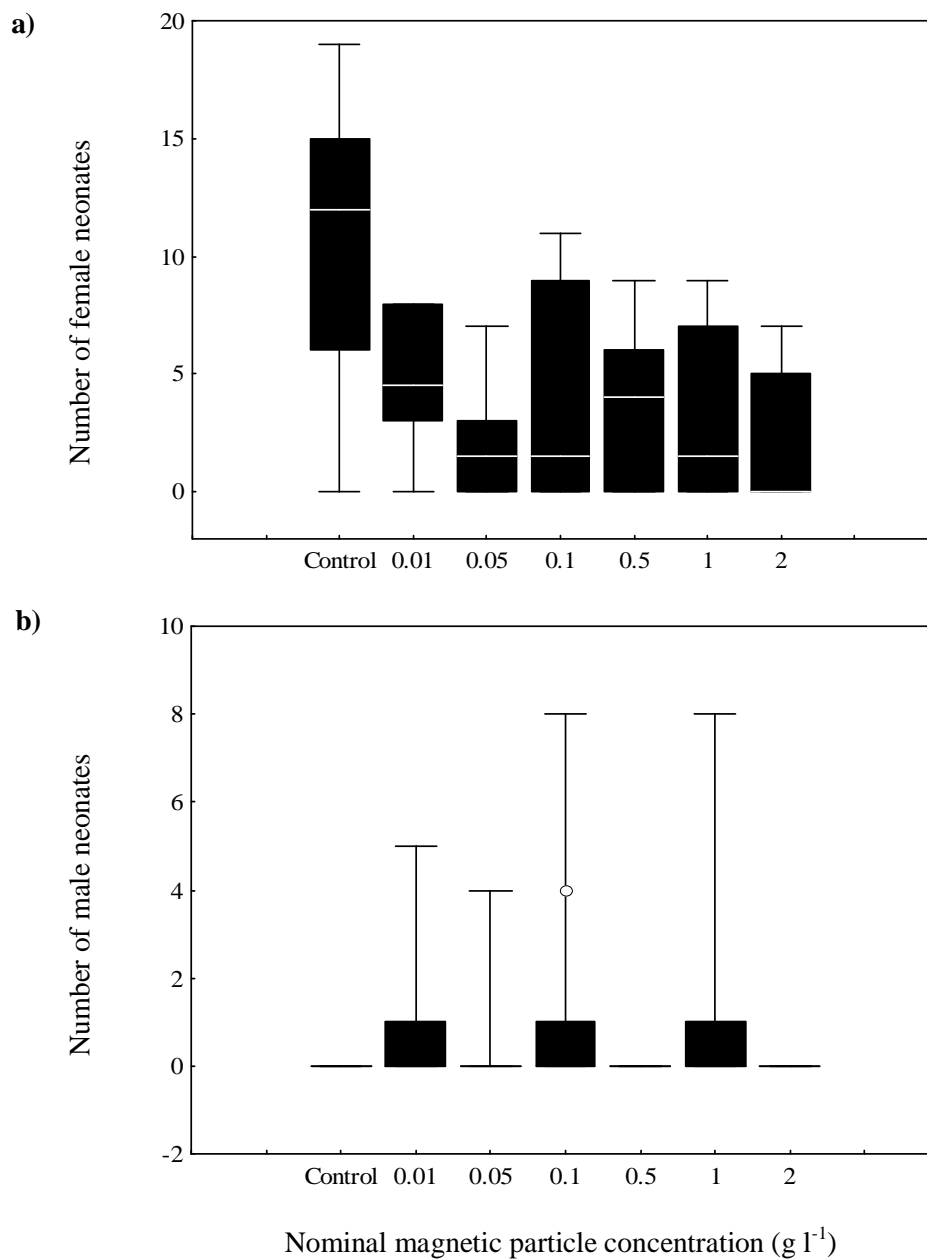 a)
Number of female neonates
20
15
10
5
0
Control 0.01 0.05 0.1 0.5 1 2
b)
Number of male neonates
10
8
6
4
2
0
-2
Control 0.01 0.05 0.1 0.5 1 2
Nominal magnetic particle concentration (g l⁻¹)